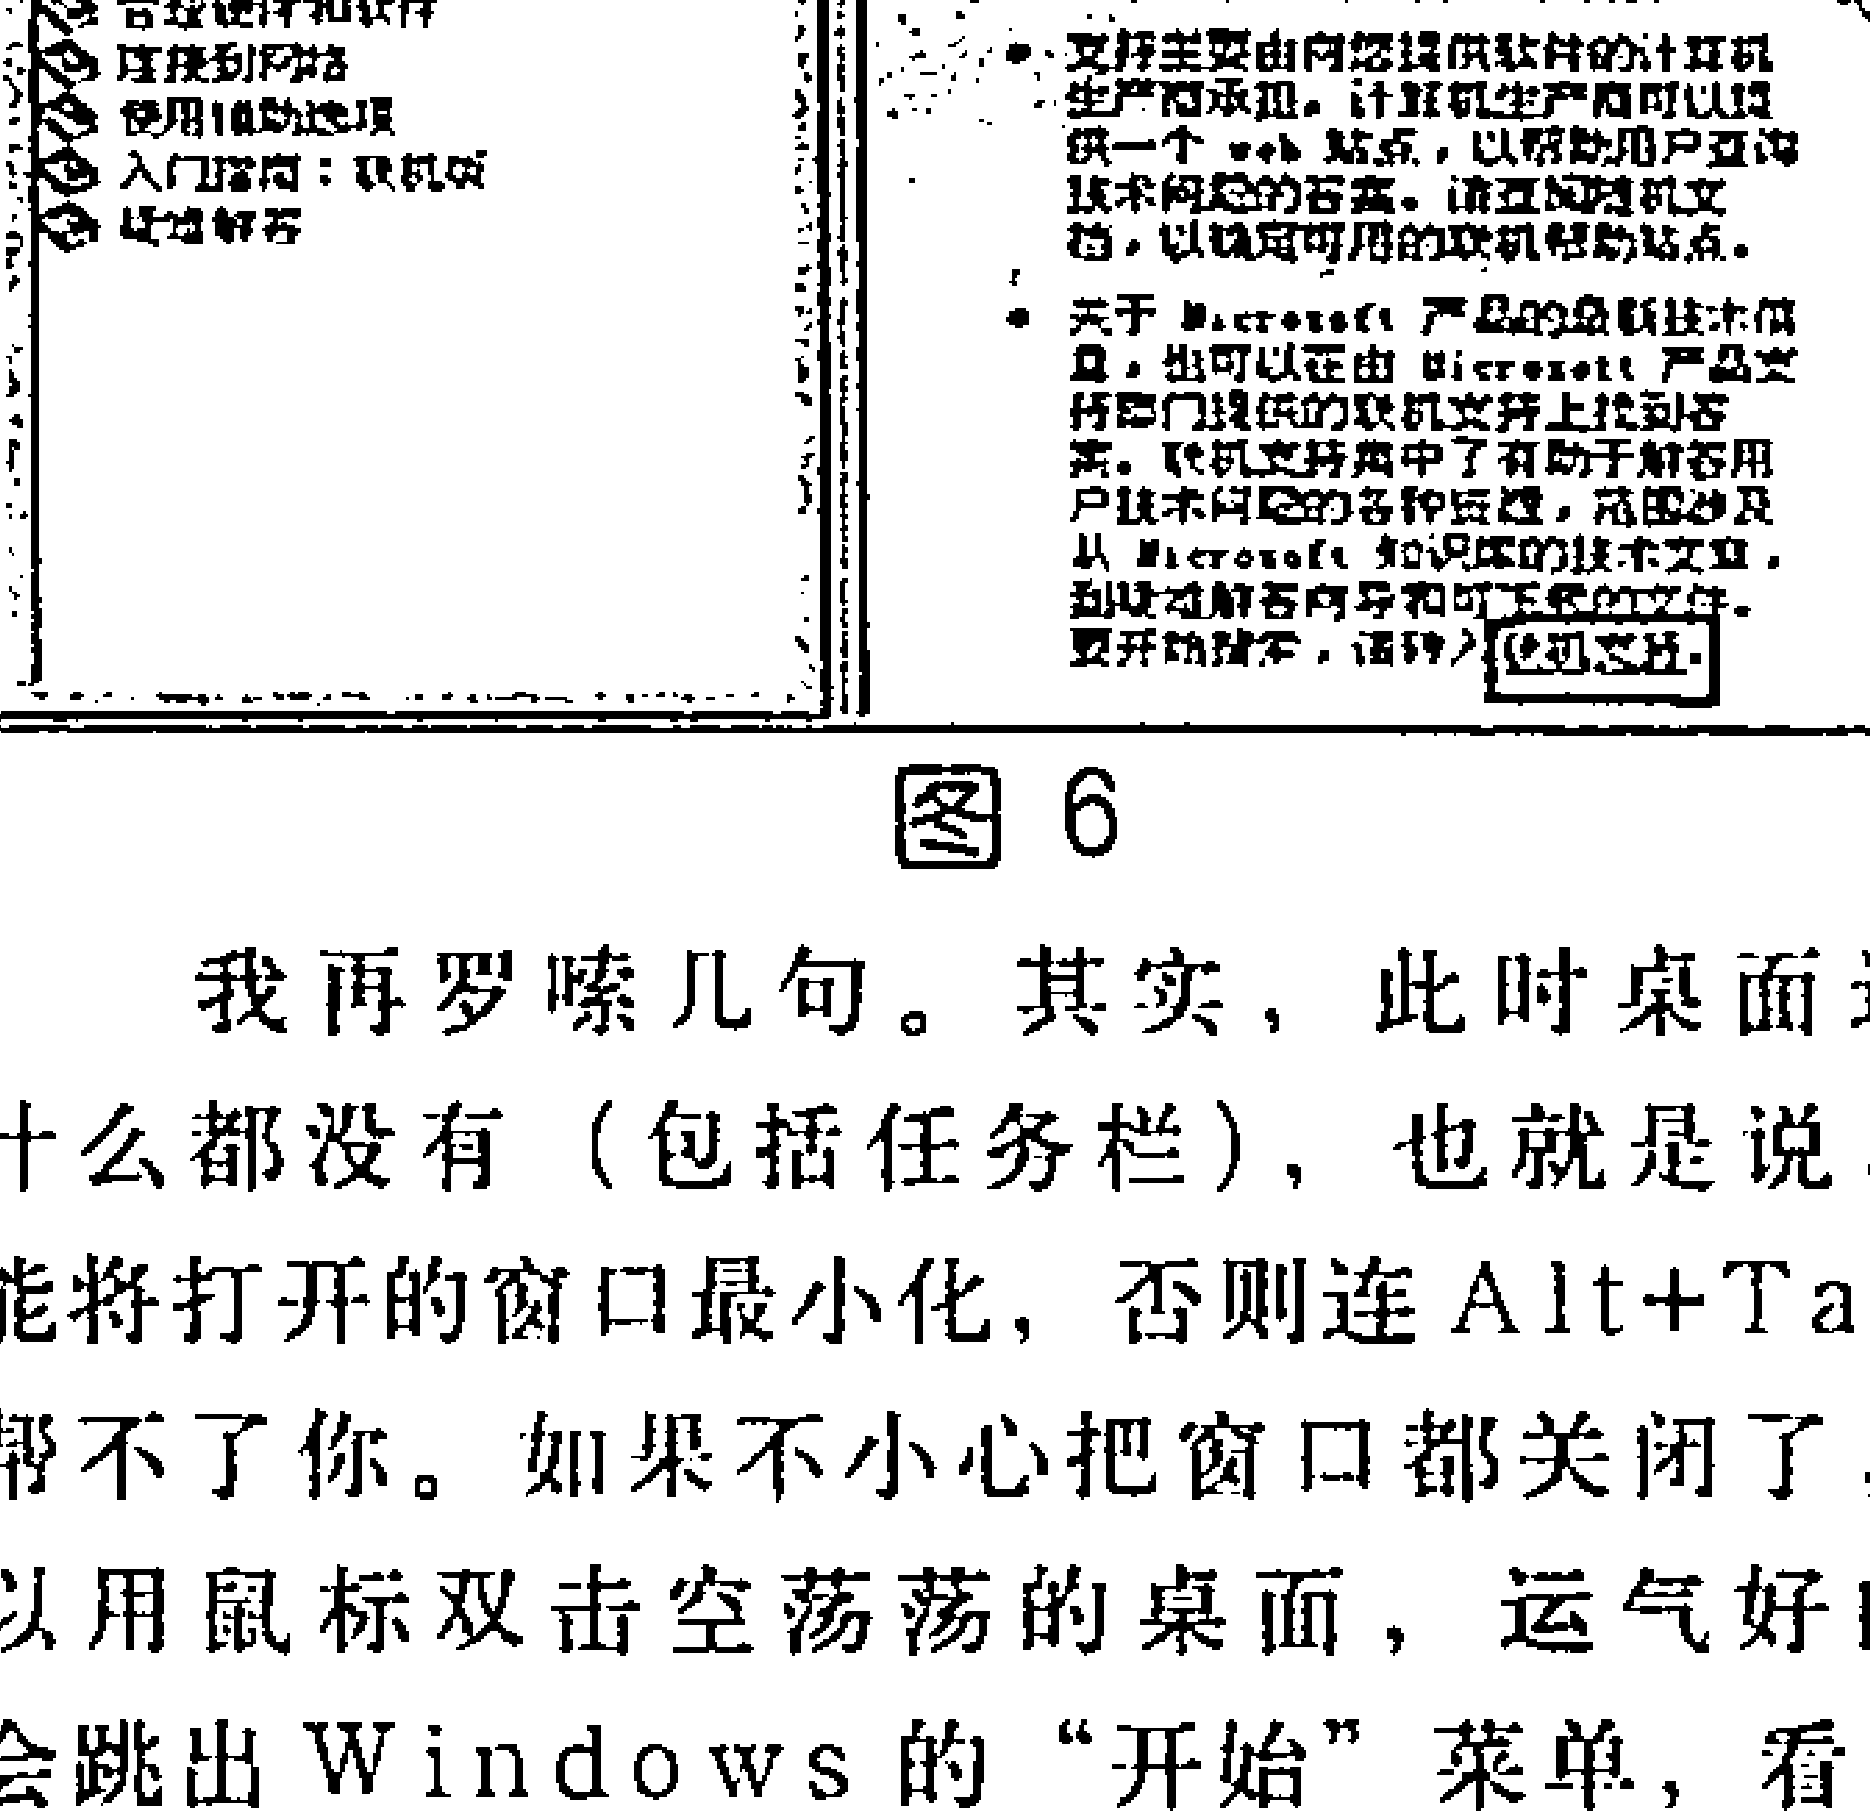 管理硬件和软件
连接到网络
使用辅助选项
入门指南：联机版
疑难解答
支持主要由向您提供软件的计算机
生产商承担。计算机生产商可以提
供一个 web 站点，以帮助用户查询
技术问题的答案。请查阅随机文
档，以确定可用的联机帮助站点。
关于 Microsoft 产品的最新技术信
息，也可以在由 Microsoft 产品支
持部门提供的联机支持上找到答
案。联机支持集中了有助于解答用
户技术问题的各种资源，范围涉及
从 Microsoft 知识库的技术文章，
到疑难解答向导和可下载的文件。
要开始操作，请转入联机支持.
图 6
我再罗嗦几句。其实，此时桌面
什么都没有（包括任务栏），也就是说
能将打开的窗口最小化，否则连 Alt+Ta
帮不了你。如果不小心把窗口都关闭了，
以用鼠标双击空荡荡的桌面，运气好的
会跳出 Windows 的“开始”菜单，看